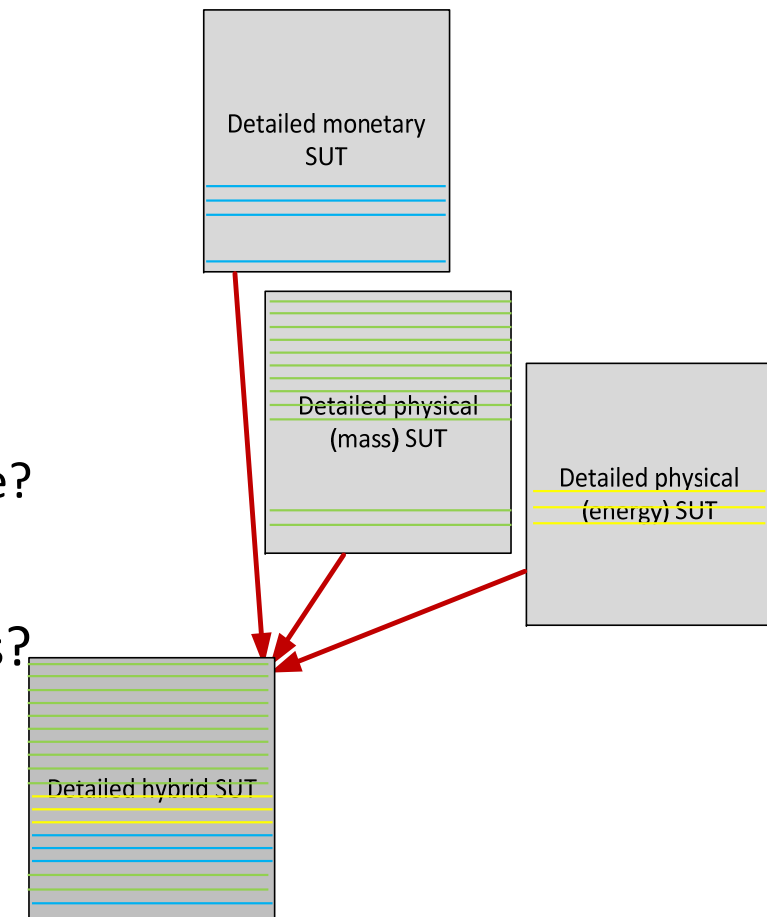 Detailed monetary
SUT
Detailed physical
(mass) SUT
Detailed physical
(energy) SUT
e?
s?
Detailed hybrid SUT